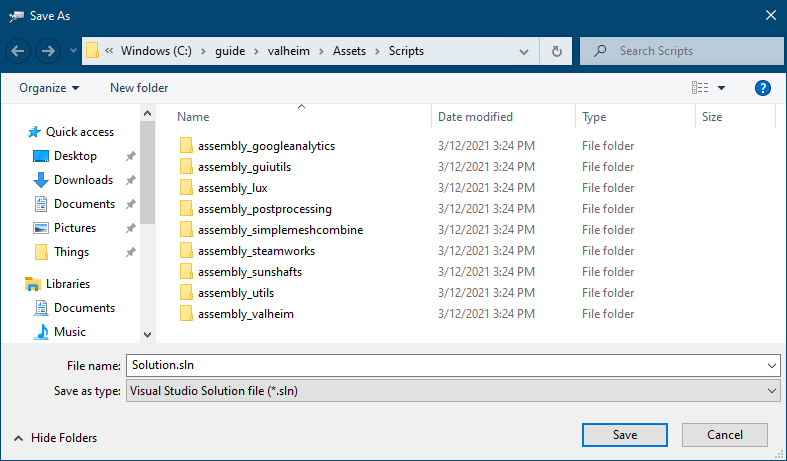 Save As
« Windows (C:) › guide › valheim › Assets › Scripts
Search Scripts
Organize
New folder
Name Date modified Type Size
Quick access
Desktop
Downloads
Documents
Pictures
Things
Libraries
Documents
Music
assembly_googleanalytics 3/12/2021 3:24 PM File folder
assembly_guiutils 3/12/2021 3:24 PM File folder
assembly_lux 3/12/2021 3:24 PM File folder
assembly_postprocessing 3/12/2021 3:24 PM File folder
assembly_simplemeshcombine 3/12/2021 3:24 PM File folder
assembly_steamworks 3/12/2021 3:24 PM File folder
assembly_sunshafts 3/12/2021 3:24 PM File folder
assembly_utils 3/12/2021 3:24 PM File folder
assembly_valheim 3/12/2021 3:24 PM File folder
File name: Solution.sln
Save as type: Visual Studio Solution file (*.sln)
Hide Folders
Save
Cancel